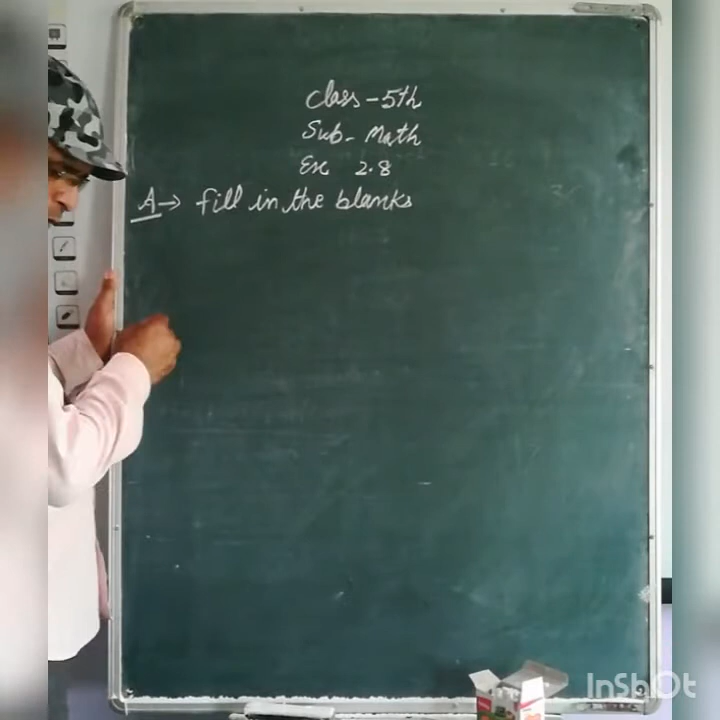 Class - 5th
Sub - Math
Ex 2.8
A→ fill in the blanks
InShOt